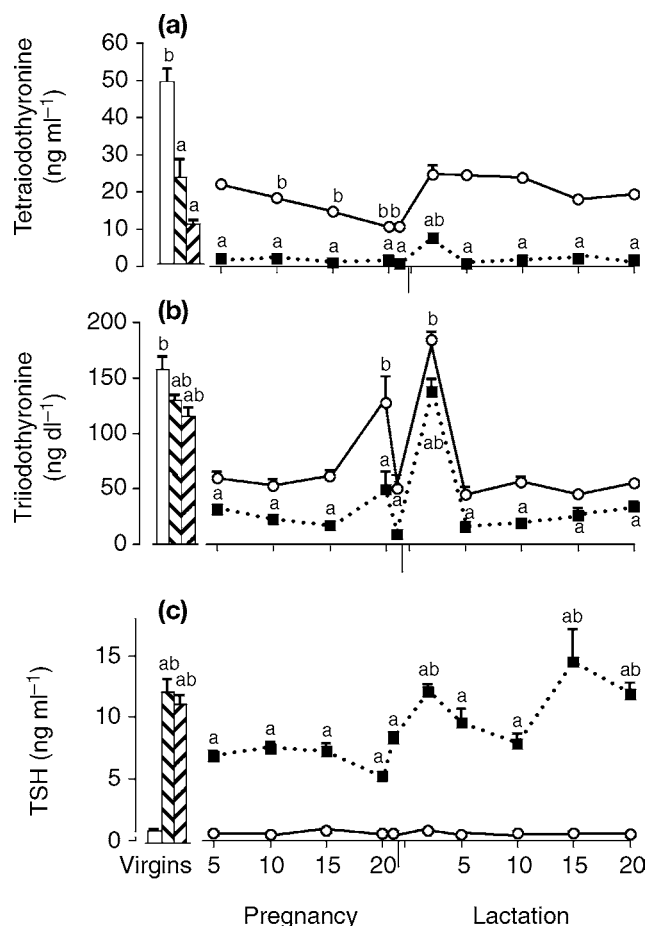 (a)
Tetraiodothyronine
(ng ml⁻¹)
60
50
40
30
20
10
0
b
a
a
b
b
bb
a
a
a
a
a
ab
a
a
a
a
(b)
Triiodothyronine
(ng dl⁻¹)
200
150
100
50
0
b
ab
ab
b
b
a
a
a
a
a
ab
a
a
a
a
(c)
TSH (ng ml⁻¹)
15
10
5
0
ab
ab
a
a
a
a
a
ab
a
a
ab
ab
Virgins
5 10 15 20 5 10 15 20
Pregnancy Lactation